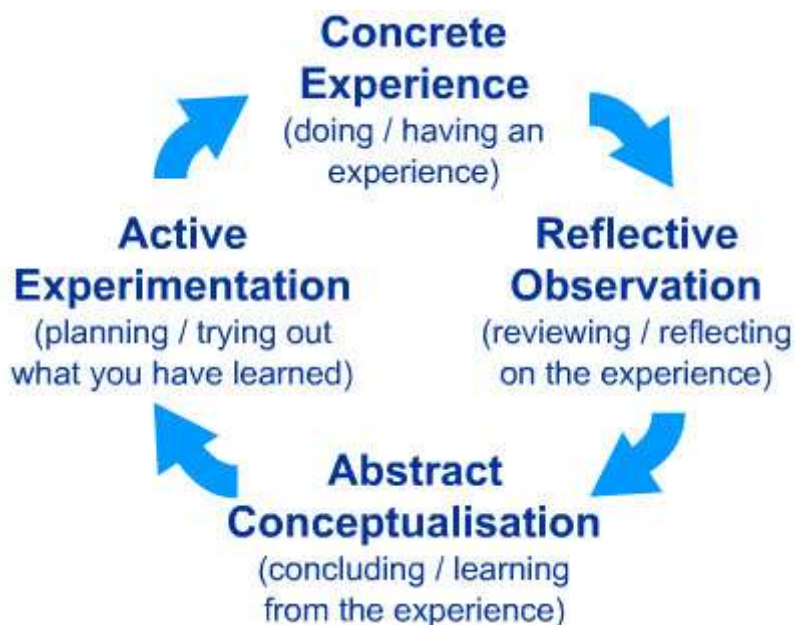 Concrete
Experience
(doing / having an
experience)
Reflective
Observation
(reviewing / reflecting
on the experience)
Abstract
Conceptualisation
(concluding / learning
from the experience)
Active
Experimentation
(planning / trying out
what you have learned)